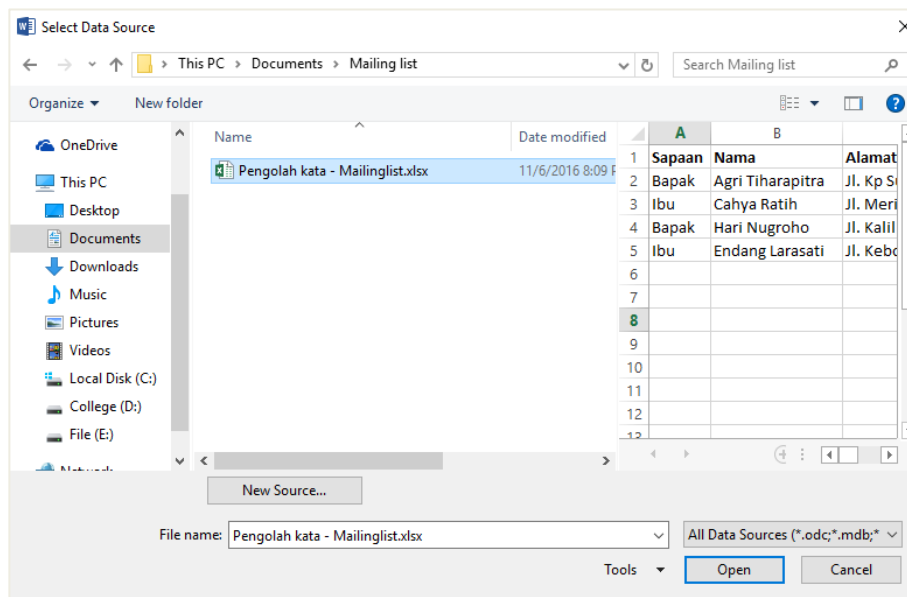 Select Data Source
This PC > Documents > Mailing list
Search Mailing list
Organize
New folder
OneDrive
This PC
Desktop
Documents
Downloads
Music
Pictures
Videos
Local Disk (C:)
College (D:)
File (E:)
Network
Name
Date modified
Pengolah kata - Mailinglist.xlsx
11/6/2016 8:09
A B
1 Sapaan Nama Alamat
2 Bapak Agri Tiharapitra Jl. Kp
3 Ibu Cahya Ratih Jl. Meri
4 Bapak Hari Nugroho Jl. Kalil
5 Ibu Endang Larasati Jl.
6
7
8
9
10
11
12
13
New Source...
File name: Pengolah kata - Mailinglist.xlsx
All Data Sources (*.odc;*.mdb;*
Tools
Open
Cancel